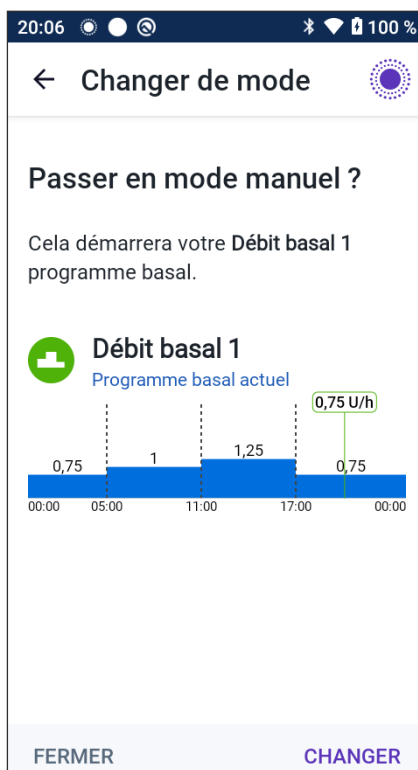 20:06 100 %
Changer de mode
Passer en mode manuel ?
Cela démarrera votre Débit basal 1
programme basal.
Débit basal 1
Programme basal actuel
0,75 U/h
0,75 1 1,25 0,75
00:00 05:00 11:00 17:00 00:00
FERMER CHANGER